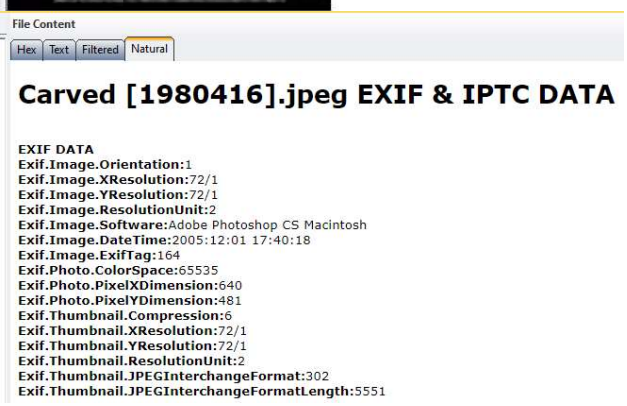 File Content
Hex Text Filtered Natural
Carved [1980416].jpeg EXIF & IPTC DATA
EXIF DATA
Exif.Image.Orientation:1
Exif.Image.XResolution:72/1
Exif.Image.YResolution:72/1
Exif.Image.ResolutionUnit:2
Exif.Image.Software:Adobe Photoshop CS Macintosh
Exif.Image.DateTime:2005:12:01 17:40:18
Exif.Image.ExifTag:164
Exif.Photo.ColorSpace:65535
Exif.Photo.PixelXDimension:640
Exif.Photo.PixelYDimension:481
Exif.Thumbnail.Compression:6
Exif.Thumbnail.XResolution:72/1
Exif.Thumbnail.YResolution:72/1
Exif.Thumbnail.ResolutionUnit:2
Exif.Thumbnail.JPEGInterchangeFormat:302
Exif.Thumbnail.JPEGInterchangeFormatLength:5551